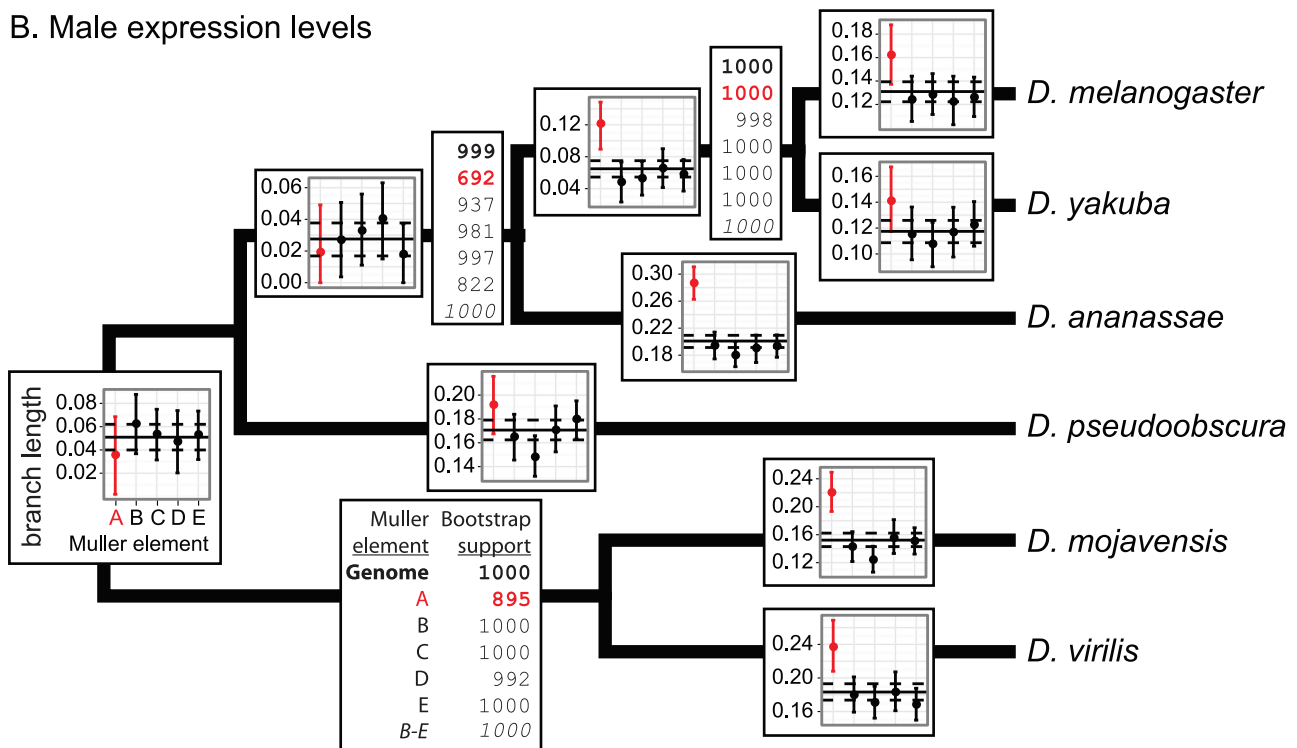 B. Male expression levels
0.18
0.16
0.14
0.12
D. melanogaster
1000
1000
998
1000
1000
1000
1000
0.12
0.08
0.04
999
692
937
981
997
822
1000
0.16
0.14
0.10
D. yakuba
0.06
0.04
0.02
0.00
0.30
0.26
0.22
0.18
D. ananassae
branch length
0.08
0.06
0.04
0.02
A B C D E
Muller element
0.20
0.18
0.16
0.14
D. pseudoobscura
Muller Bootstrap
element support
Genome 1000
A 895
B 1000
C 1000
D 992
E 1000
B-E 1000
0.24
0.20
0.16
0.12
D. mojavensis
0.24
0.20
0.16
D. virilis